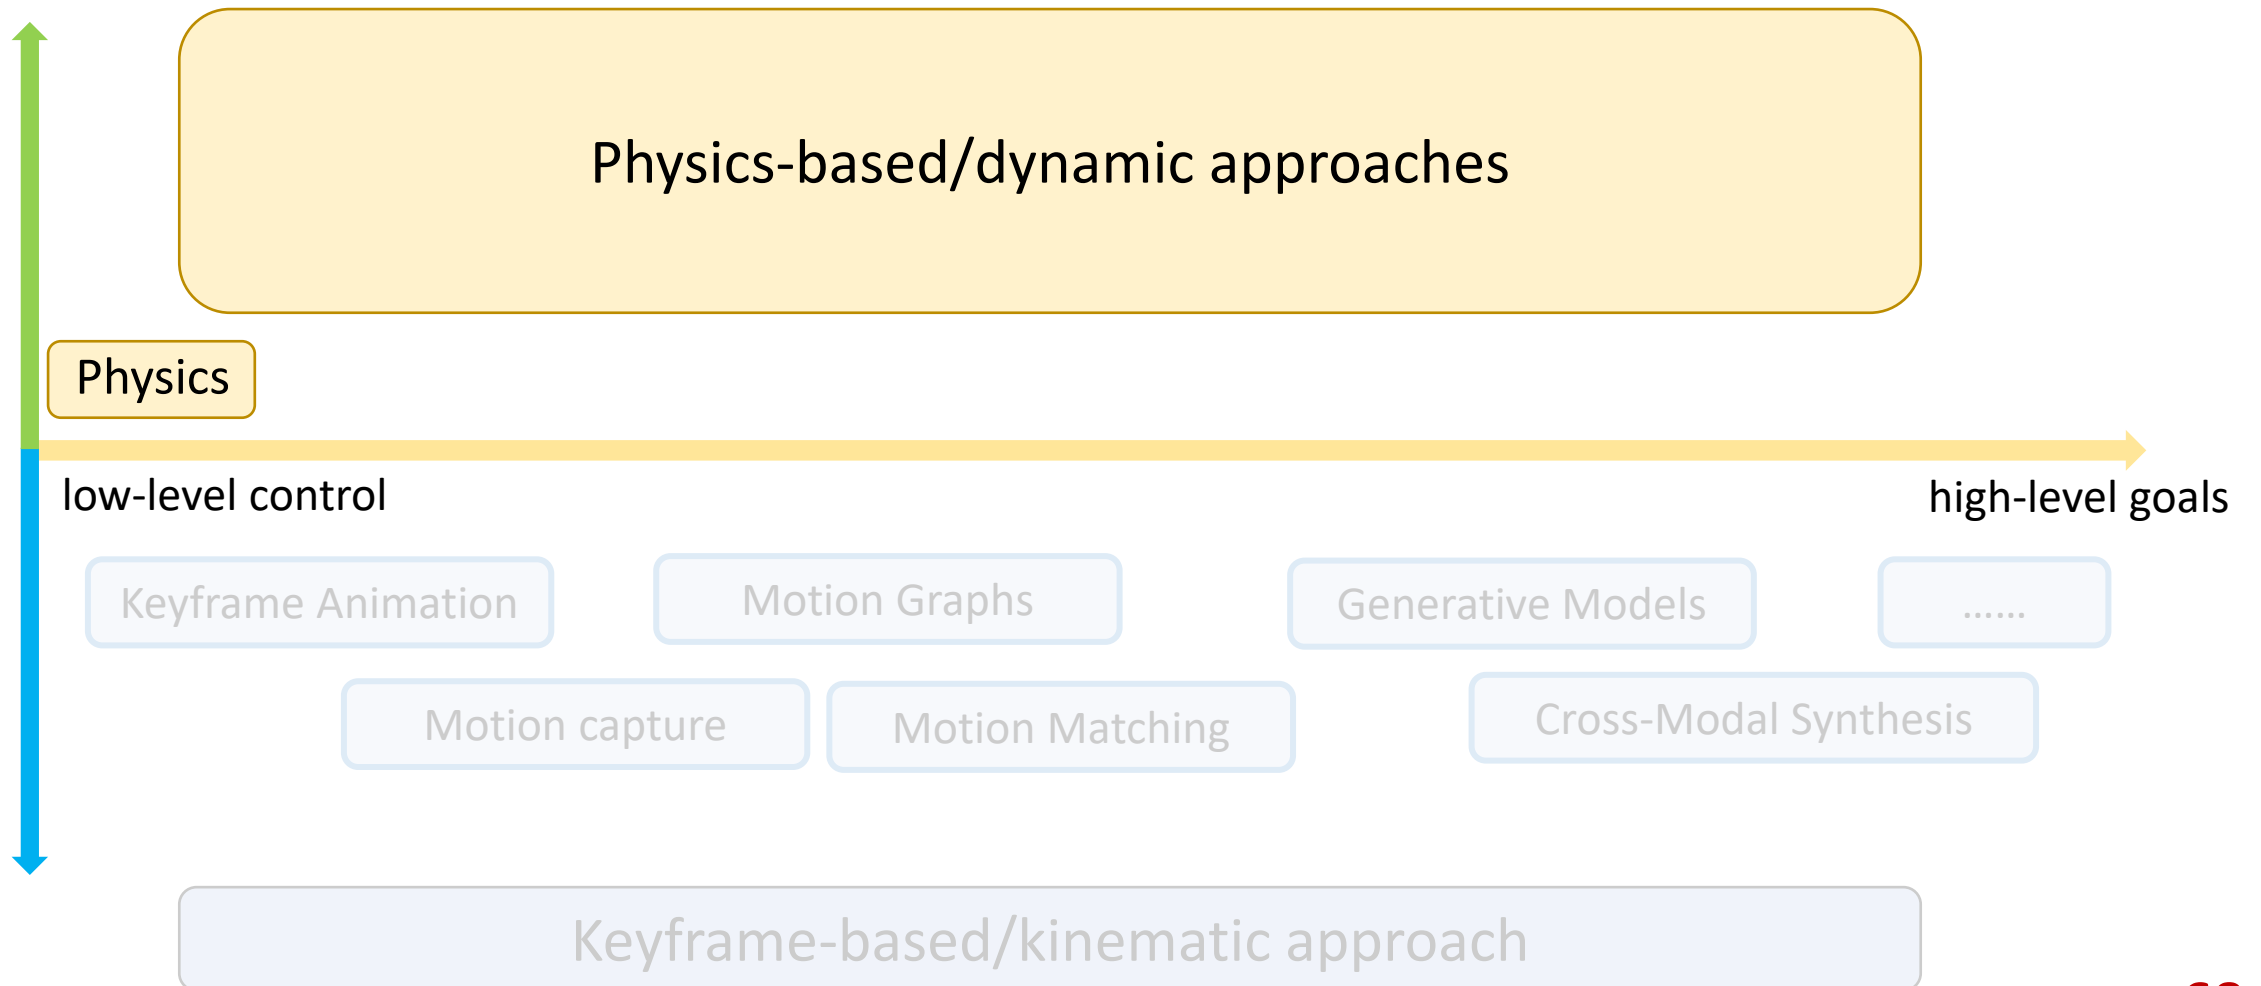 Physics-based/dynamic approaches
Physics
low-level control
high-level goals
Keyframe Animation
Motion Graphs
Generative Models
......
Motion capture
Motion Matching
Cross-Modal Synthesis
Keyframe-based/kinematic approach